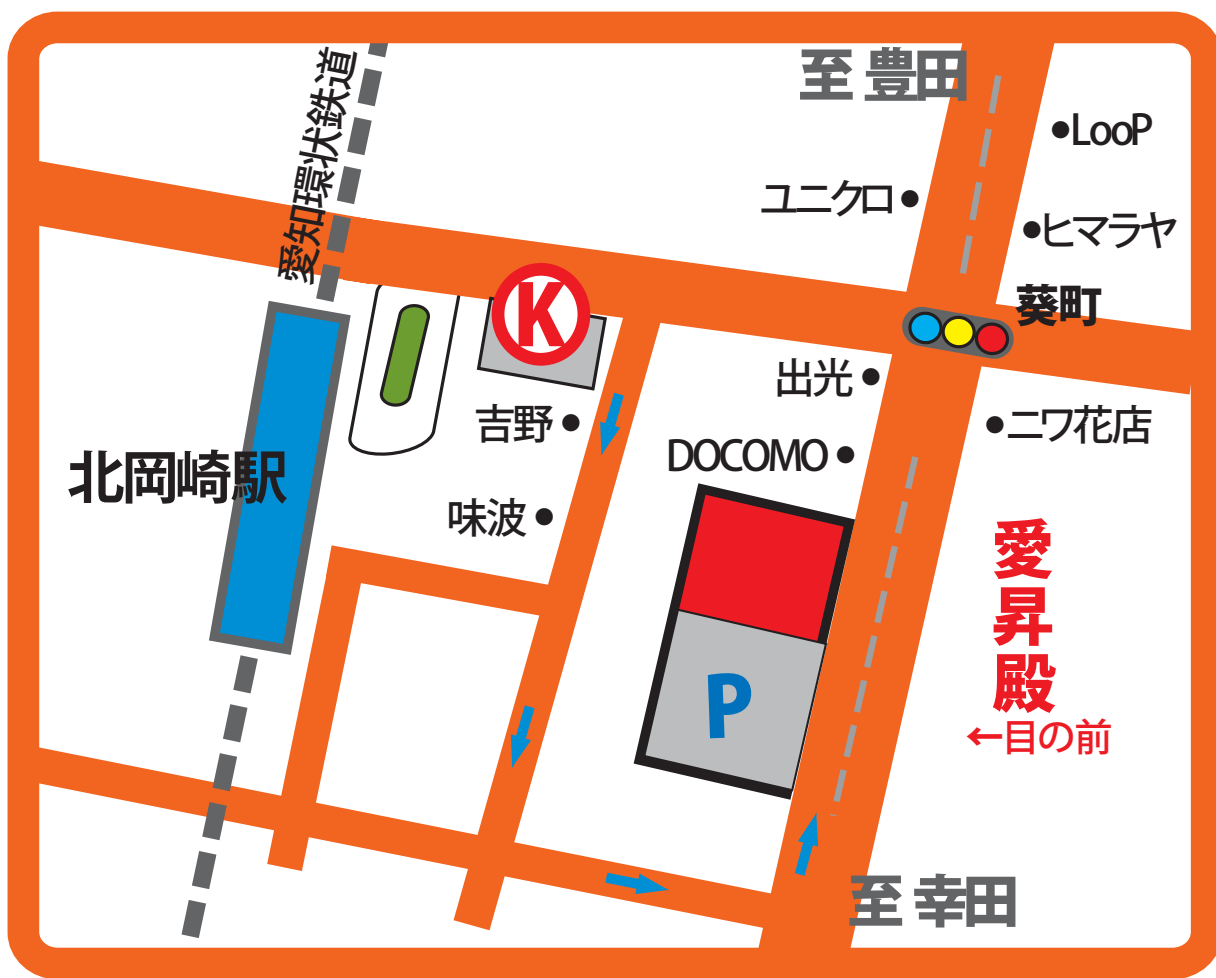 至 豊田
愛知環状鉄道
LooP
ユニクロ
ヒマラヤ
K
葵町
出光
吉野
ニワ花店
DOCOMO
北岡崎駅
味波
愛昇殿
←目の前
P
至 幸田